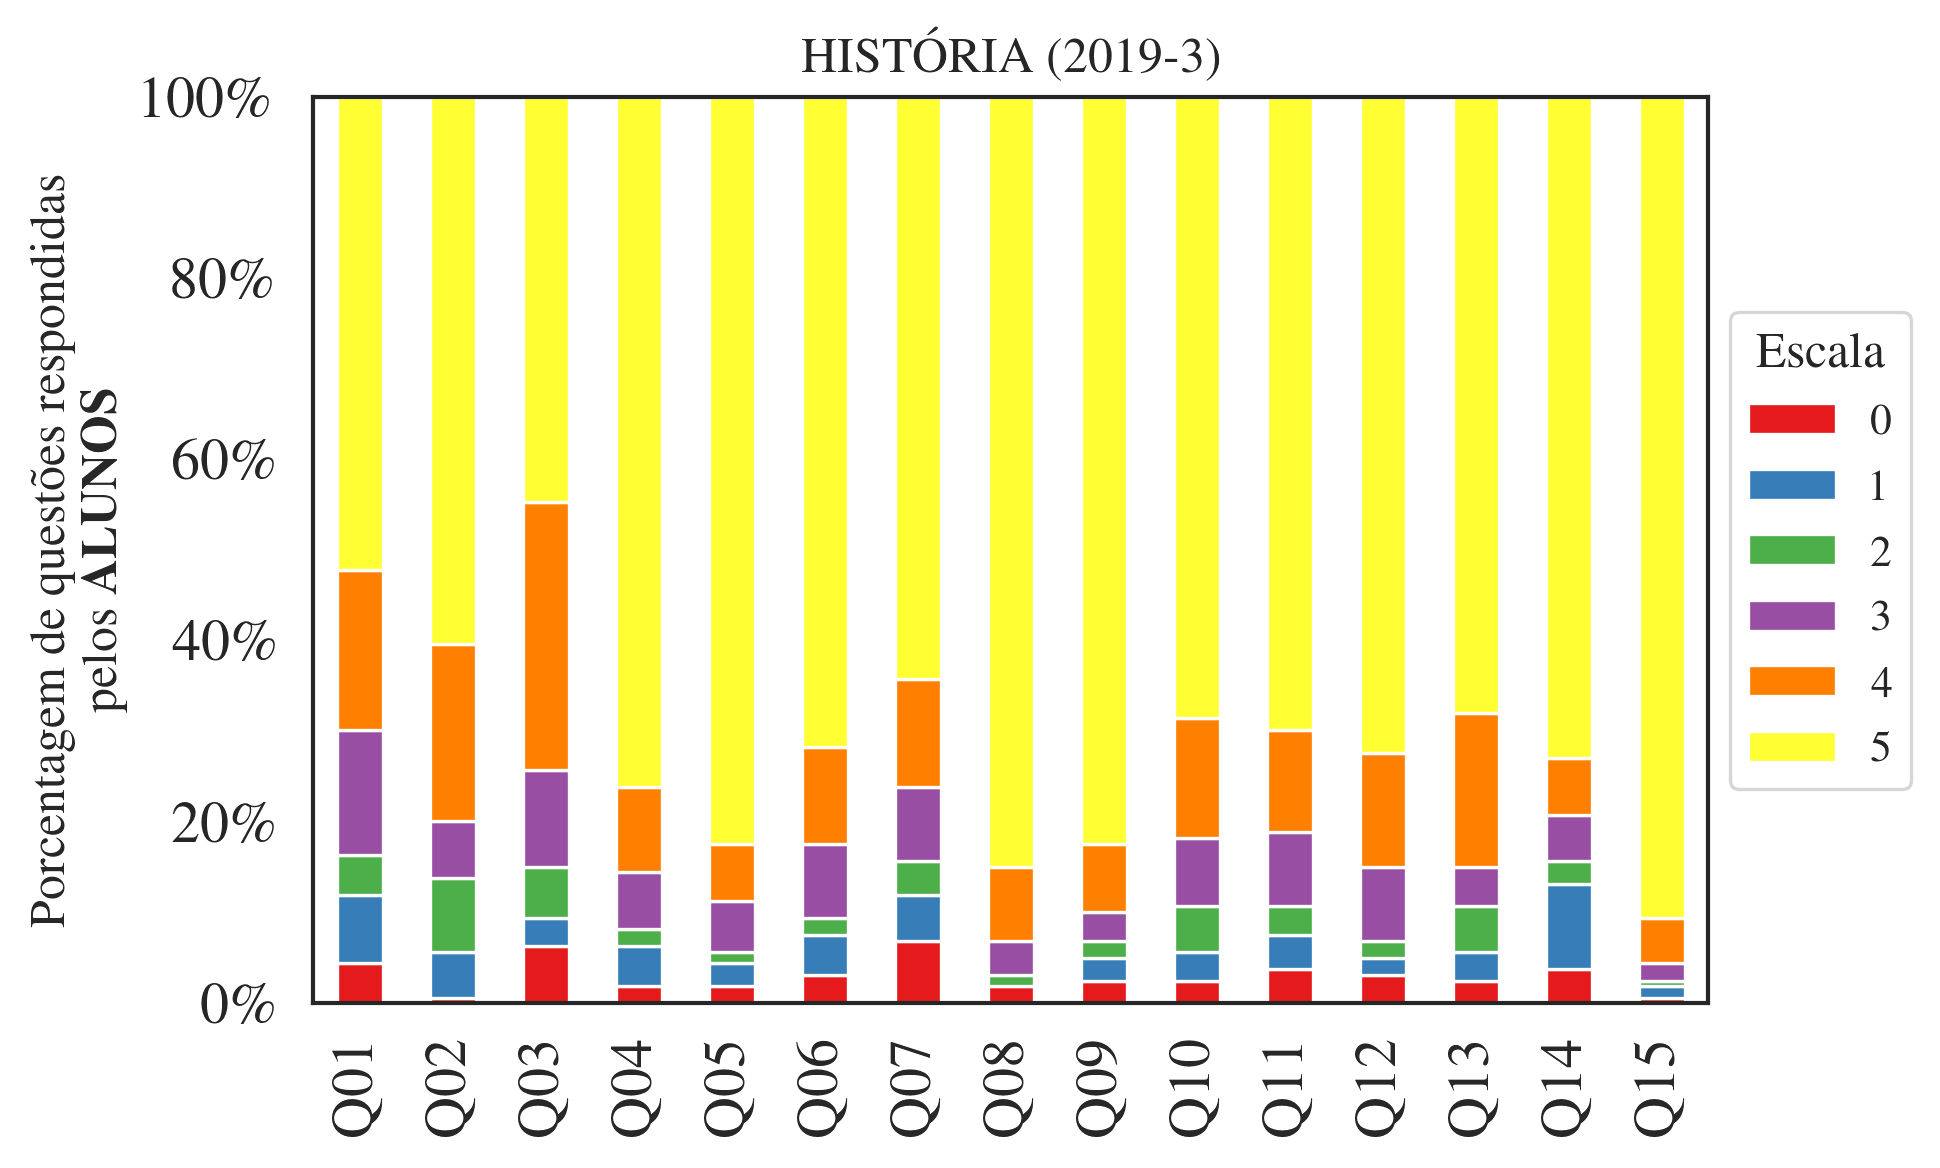 HISTÓRIA (2019-3)
100%
80%
60%
40%
20%
0%
Porcentagem de questões respondidas
pelos ALUNOS
Q01
Q02
Q03
Q04
Q05
Q06
Q07
Q08
Q09
Q10
Q11
Q12
Q13
Q14
Q15
Escala
0
1
2
3
4
5